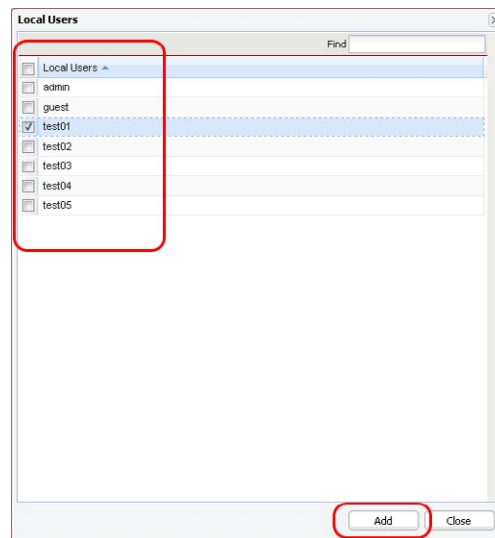 Local Users
Find
Local Users
admin
guest
test01
test02
test03
test04
test05
Add Close